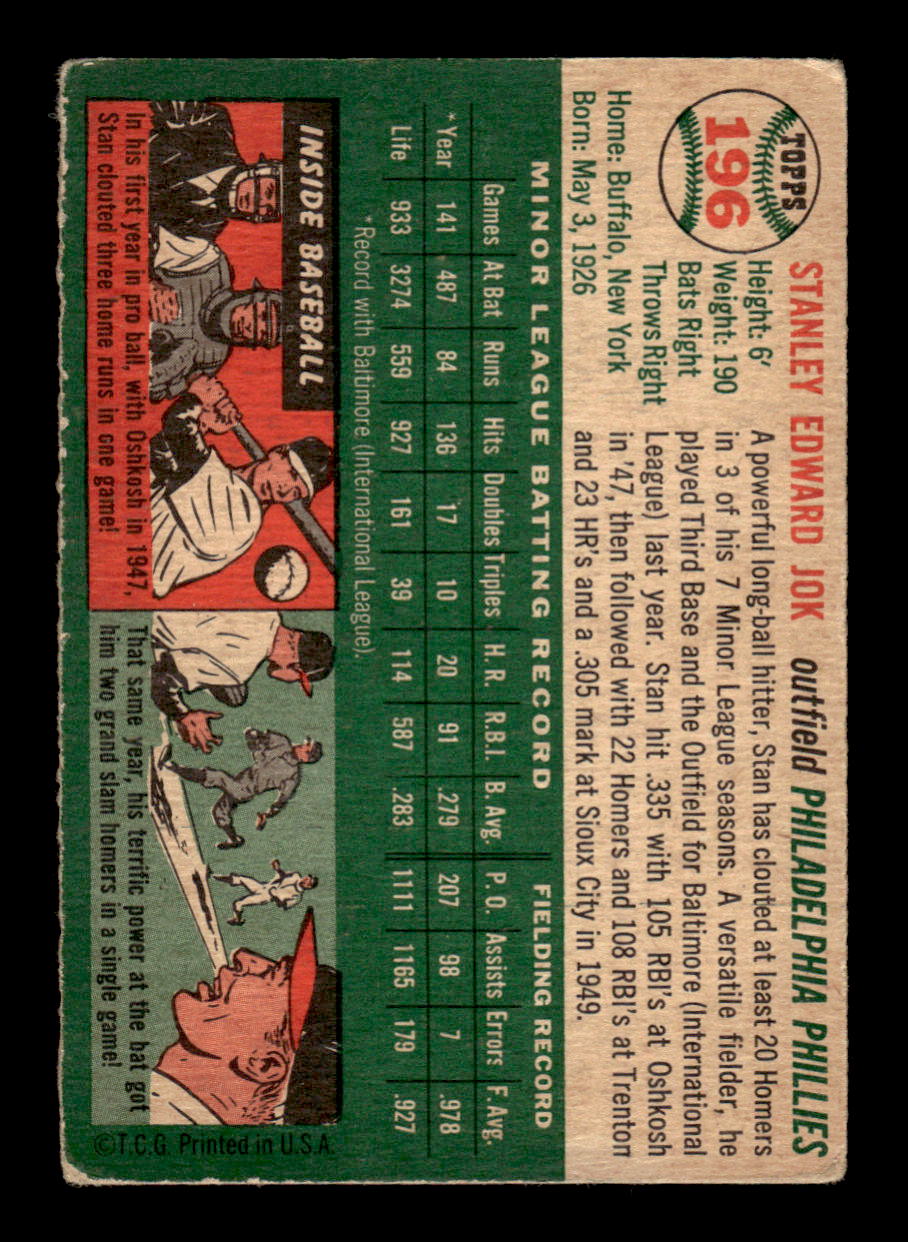 TOPPS
196
STANLEY EDWARD JOK outfield PHILADELPHIA PHILLIES
Height: 6'
Weight: 190
Bats Right
Throws Right
Home: Buffalo, New York
Born: May 3, 1926
A powerful long-ball hitter, Stan has clouted at least 20 Homers
in 3 of his 7 Minor League seasons. A versatile fielder, he
played Third Base and the Outfield for Baltimore (International
League) last year. Stan hit .335 with 105 RBI's at Oshkosh
in '47, then followed with 22 Homers and 108 RBI's at Trenton
and 23 HR's and a .305 mark at Sioux City in 1949.
MINOR LEAGUE BATTING RECORD FIELDING RECORD
Games At Bat Runs Hits Doubles Triples H. R. R.B.I. B. Avg. P. O. Assists Errors F. Avg.
*Year 141 487 84 136 17 10 20 91 .279 207 98 7 .978
Life 933 3274 559 927 161 39 114 587 .283 1111 1165 179 .927
*Record with Baltimore (International League).
INSIDE BASEBALL
In his first year in pro ball, with Oshkosh in 1947,
Stan clouted three home runs in one game!
That same year, his terrific power at the bat got
him two grand slam homers in a single game!
©T.C.G. Printed in U.S.A.